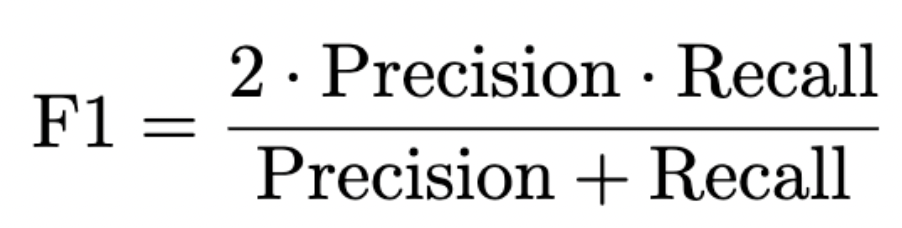 F1 = 2 · Precision · Recall
Precision + Recall